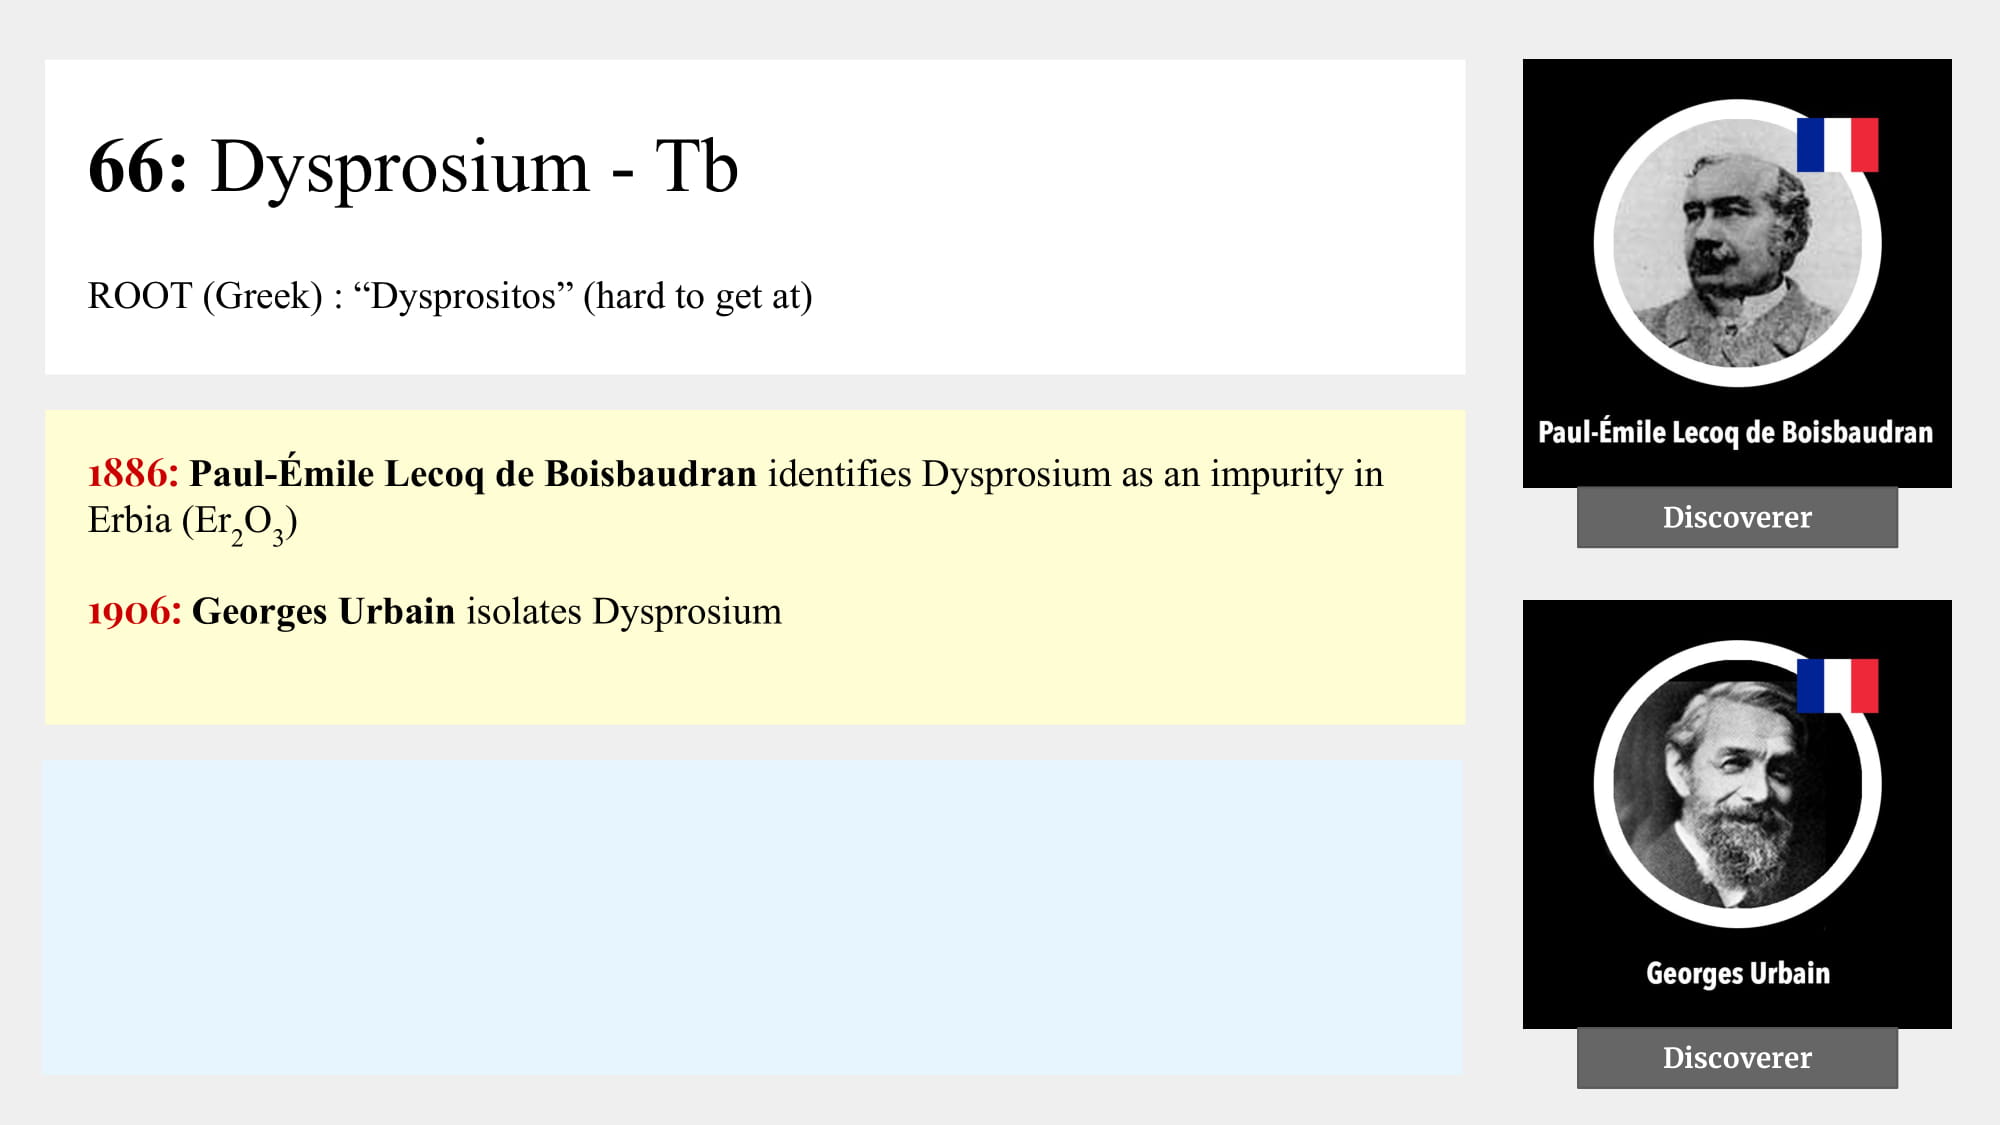 66: Dysprosium - Tb
ROOT (Greek) : “Dysprositos” (hard to get at)
1886: Paul-Émile Lecoq de Boisbaudran identifies Dysprosium as an impurity in
Erbia (Er₂O₃)
1906: Georges Urbain isolates Dysprosium
Paul-Émile Lecoq de Boisbaudran
Discoverer
Georges Urbain
Discoverer